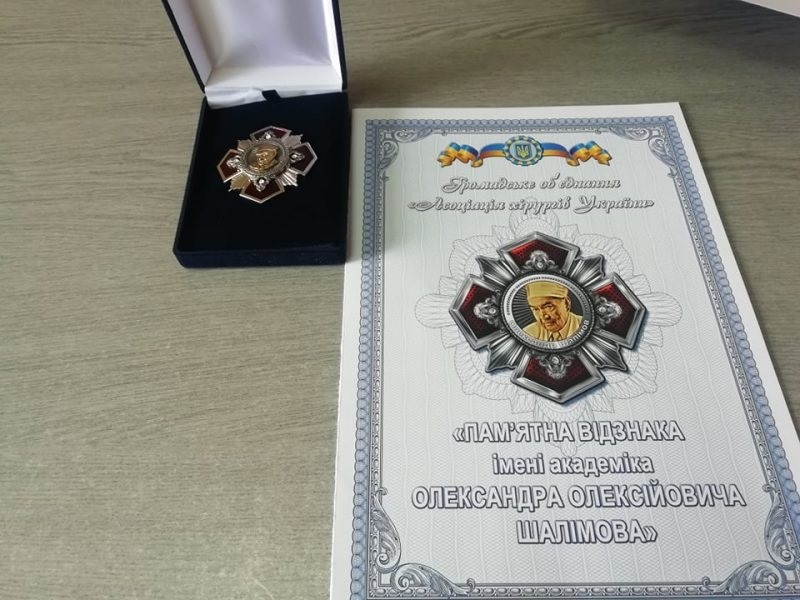 Громадське об'єднання
«Асоціація хірургів України»
«ПАМ'ЯТНА ВІДЗНАКА
імені академіка
ОЛЕКСАНДРА ОЛЕКСІЙОВИЧА
ШАЛІМОВА»